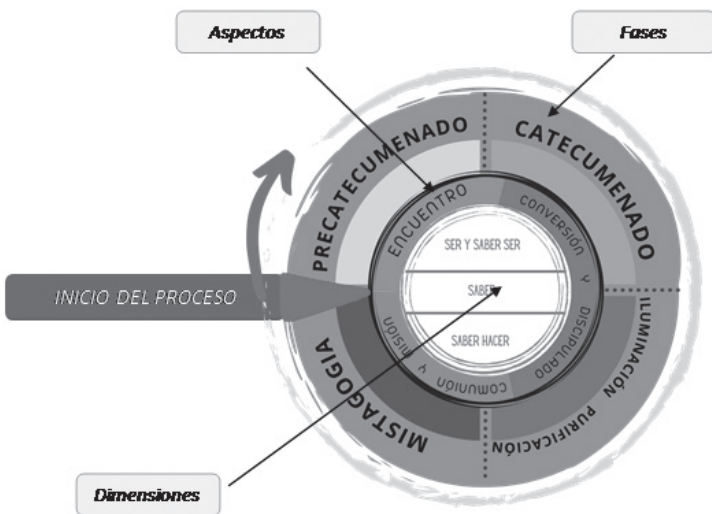 Aspectos
Fases
PRECATECUMENADO
CATECUMENADO
ENCUENTRO
CONVERSIÓN Y DISCIPULADO
SER Y SABER SER
INICIO DEL PROCESO
SABER
SABER HACER
COMUNIÓN Y MISIÓN
ILUMINACIÓN PURIFICACIÓN
MISTAGOGIA
Dimensiones